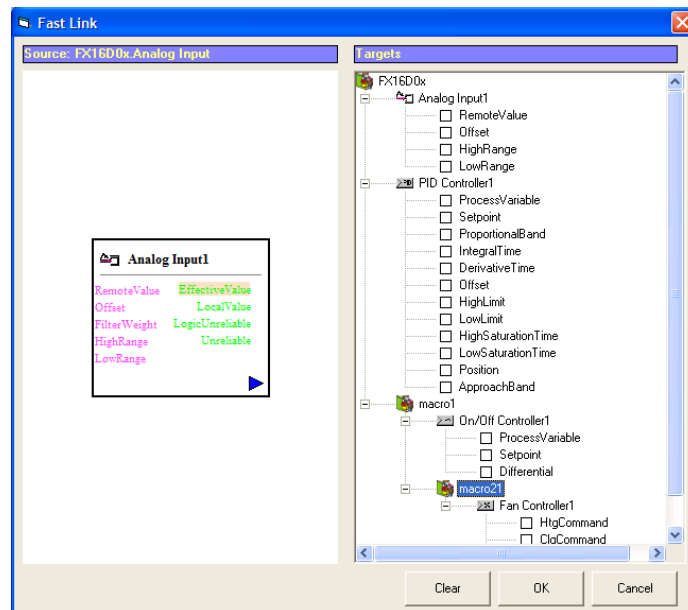 Fast Link
Source: FX16D0x.Analog Input
Analog Input1
RemoteValue EffectiveValue
Offset LocalValue
FilterWeight LogicUnreliable
HighRange Unreliable
LowRange
Targets
FX16D0x
Analog Input1
RemoteValue
Offset
HighRange
LowRange
PID Controller1
ProcessVariable
Setpoint
ProportionalBand
IntegralTime
DerivativeTime
Offset
HighLimit
LowLimit
HighSaturationTime
LowSaturationTime
Position
ApproachBand
macro1
On/Off Controller1
ProcessVariable
Setpoint
Differential
macro21
Fan Controller1
HtgCommand
ClgCommand
Clear OK Cancel